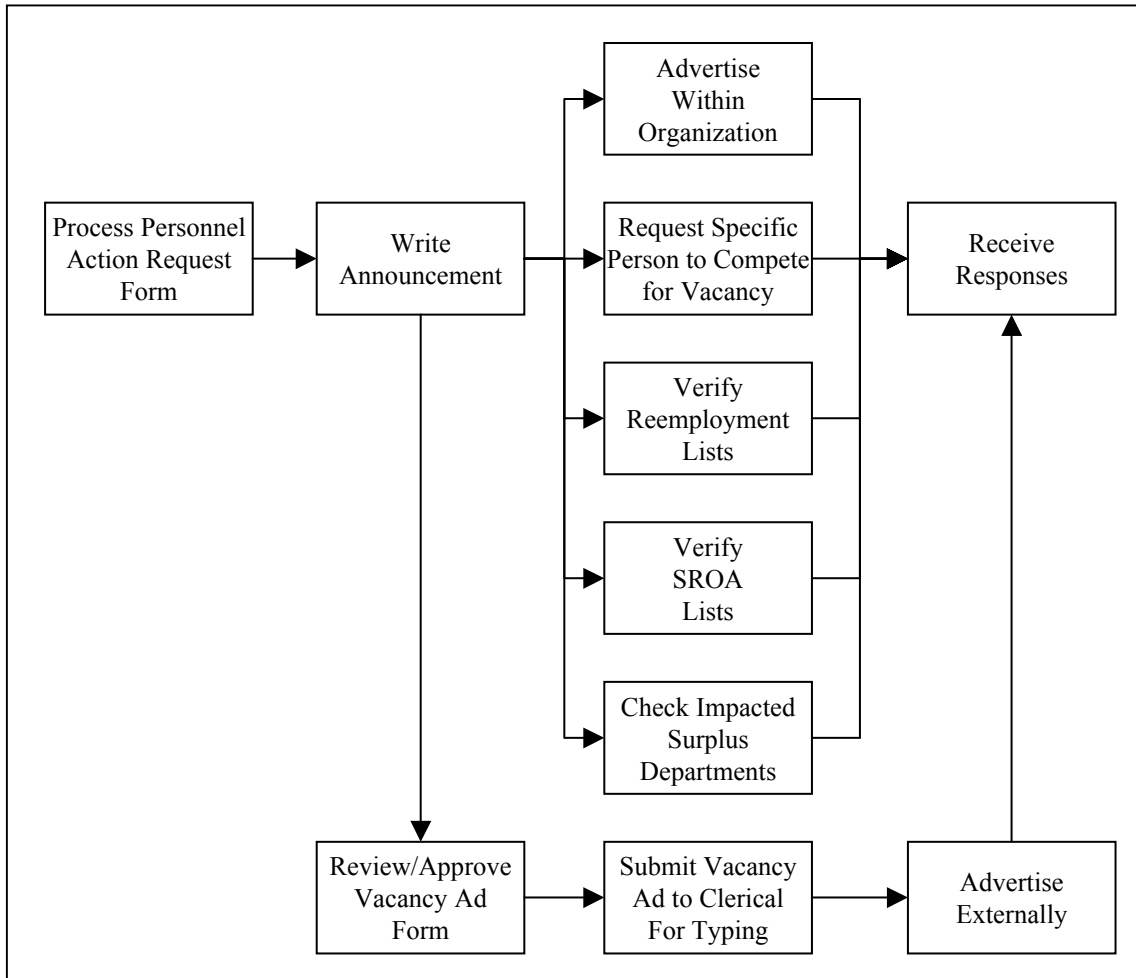 Advertise
Within
Organization
Process Personnel
Action Request
Form
Write
Announcement
Request Specific
Person to Compete
for Vacancy
Receive
Responses
Verify
Reemployment
Lists
Verify
SROA
Lists
Check Impacted
Surplus
Departments
Review/Approve
Vacancy Ad
Form
Submit Vacancy
Ad to Clerical
For Typing
Advertise
Externally